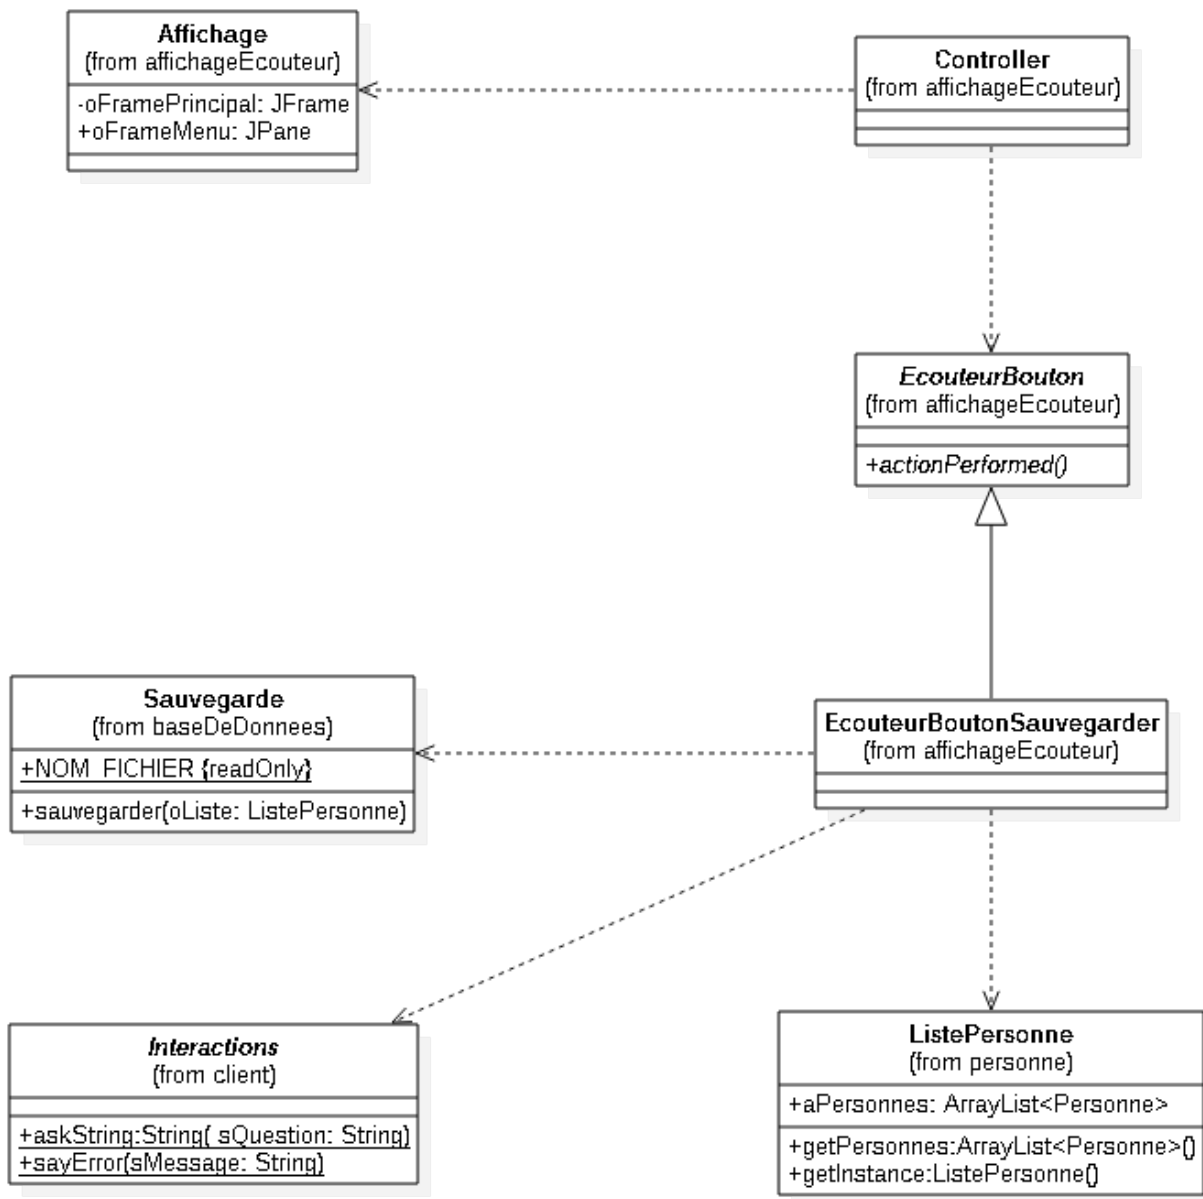 Affichage
(from affichageEcouteur)
-oFramePrincipal: JFrame
+oFrameMenu: JPane
Controller
(from affichageEcouteur)
EcouteurBouton
(from affichageEcouteur)
+actionPerformed()
Sauvegarde
(from baseDeDonnees)
+NOM_FICHIER {readOnly}
+sauvegarder(oListe: ListePersonne)
EcouteurBoutonSauvegarder
(from affichageEcouteur)
Interactions
(from client)
+askString:String( sQuestion: String)
+sayError(sMessage: String)
ListePersonne
(from personne)
+aPersonnes: ArrayList<Personne>
+getPersonnes:ArrayList<Personne>()
+getInstance:ListePersonne()